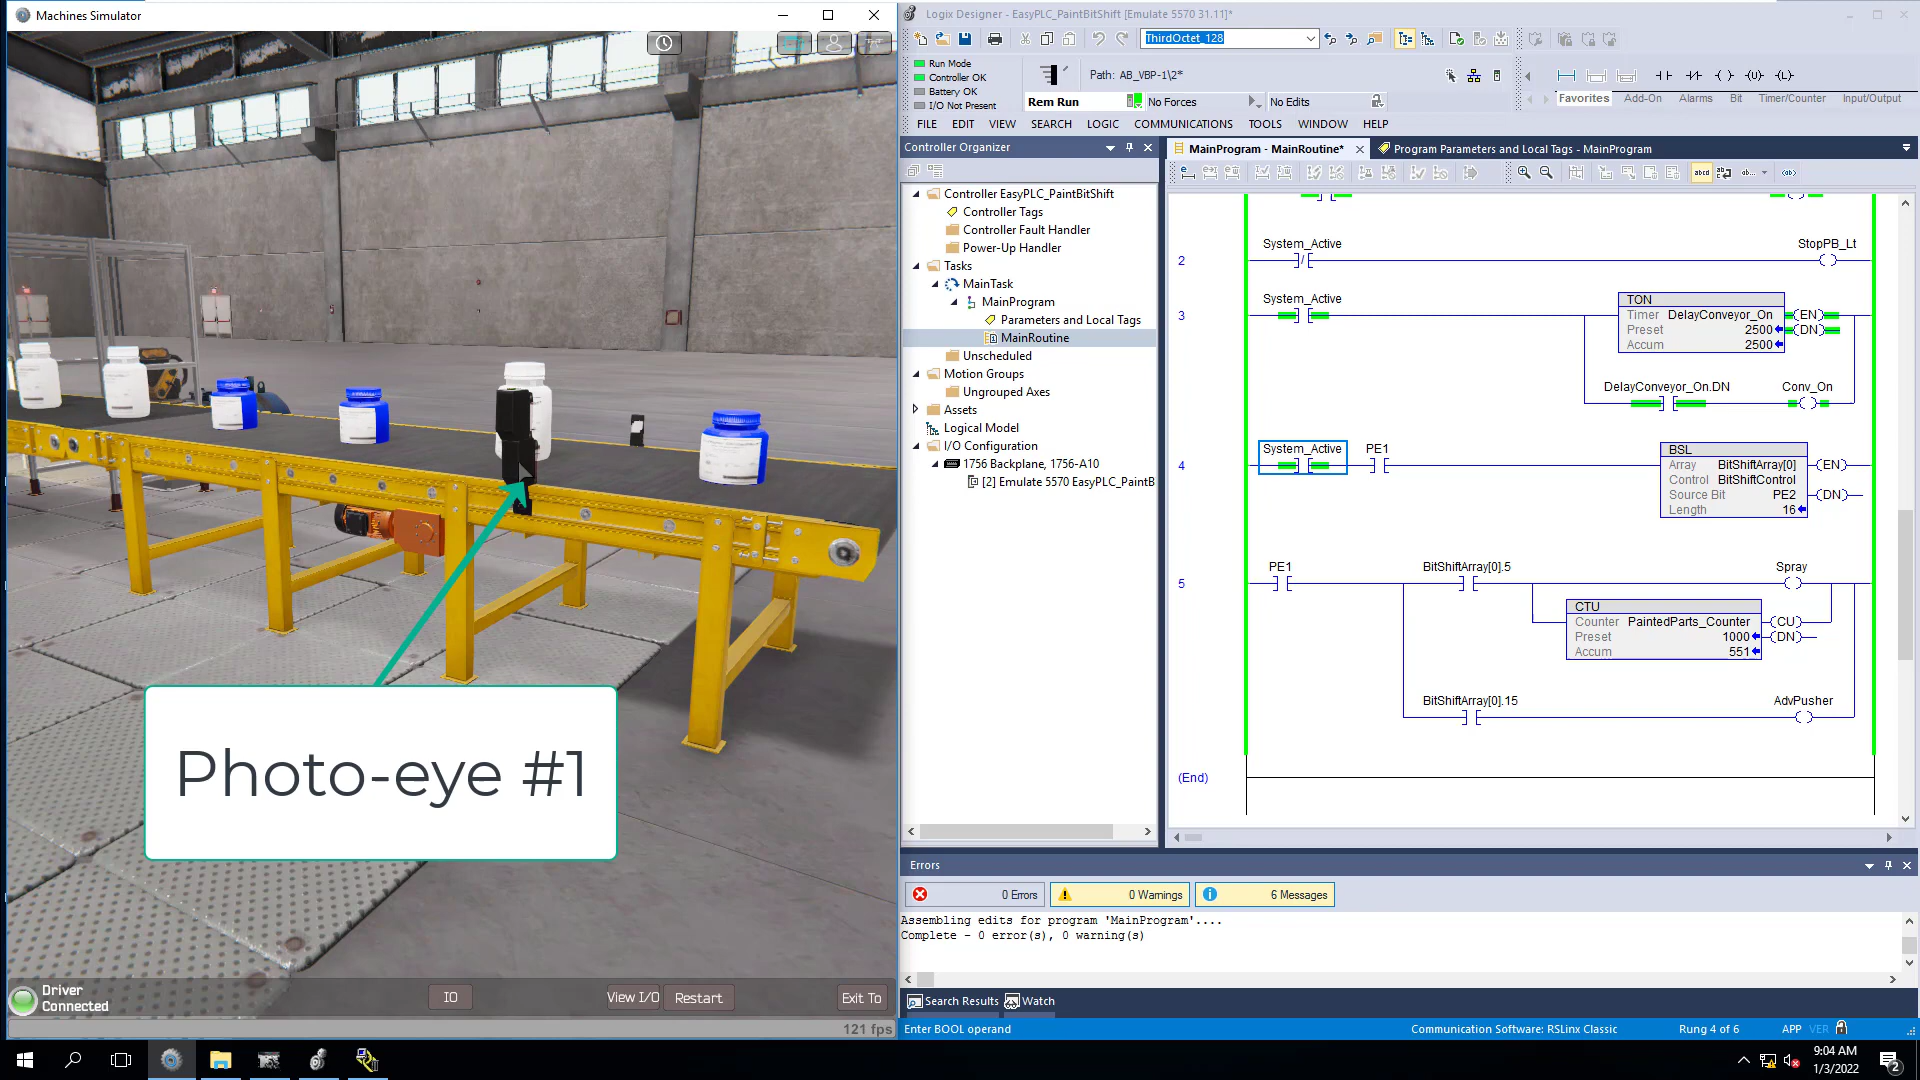 Machines Simulator
Photo-eye #1
Driver
Connected
IO
View I/O
Restart
Exit To
121 fps
Logix Designer - EasyPLC_PaintBitShift [Emulate 5570 31.11]*
ThirdOctet_128
Run Mode
Controller OK
Battery OK
I/O Not Present
Path: AB_VBP-1\2*
Rem Run
No Forces
No Edits
Favorites
Add-On
Alarms
Bit
Timer/Counter
Input/Output
FILE
EDIT
VIEW
SEARCH
LOGIC
COMMUNICATIONS
TOOLS
WINDOW
HELP
Controller Organizer
Controller EasyPLC_PaintBitShift
Controller Tags
Controller Fault Handler
Power-Up Handler
Tasks
MainTask
MainProgram
Parameters and Local Tags
MainRoutine
Unscheduled
Motion Groups
Ungrouped Axes
Assets
Logical Model
I/O Configuration
1756 Backplane, 1756-A10
[2] Emulate 5570 EasyPLC_PaintB
MainProgram - MainRoutine*
Program Parameters and Local Tags - MainProgram
System_Active
StopPB_Lt
2
System_Active
TON
3
Timer DelayConveyor_On
(EN)
Preset 2500
(DN)
Accum 2500
DelayConveyor_On.DN
Conv_On
System_Active
PE1
BSL
4
Array BitShiftArray[0]
(EN)
Control BitShiftControl
Source Bit PE2
(DN)
Length 16
PE1
BitShiftArray[0].5
Spray
5
CTU
Counter PaintedParts_Counter
(CU)
Preset 1000
(DN)
Accum 551
BitShiftArray[0].15
AdvPusher
(End)
Errors
0 Errors
0 Warnings
6 Messages
Assembling edits for program 'MainProgram'....
Complete - 0 error(s), 0 warning(s)
Search Results
Watch
Enter BOOL operand
Communication Software: RSLinx Classic
Rung 4 of 6
APP
VER
9:04 AM
1/3/2022
2